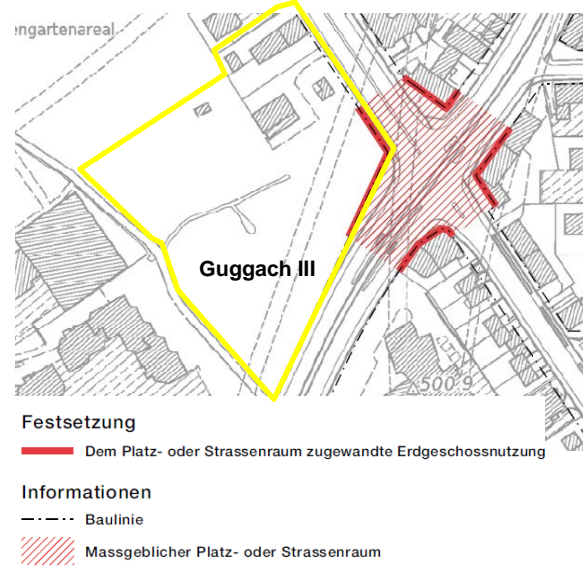 engartenareal
Guggach III
500 9
Festsetzung
Dem Platz- oder Strassenraum zugewandte Erdgeschossnutzung
Informationen
Baulinie
Massgeblicher Platz- oder Strassenraum